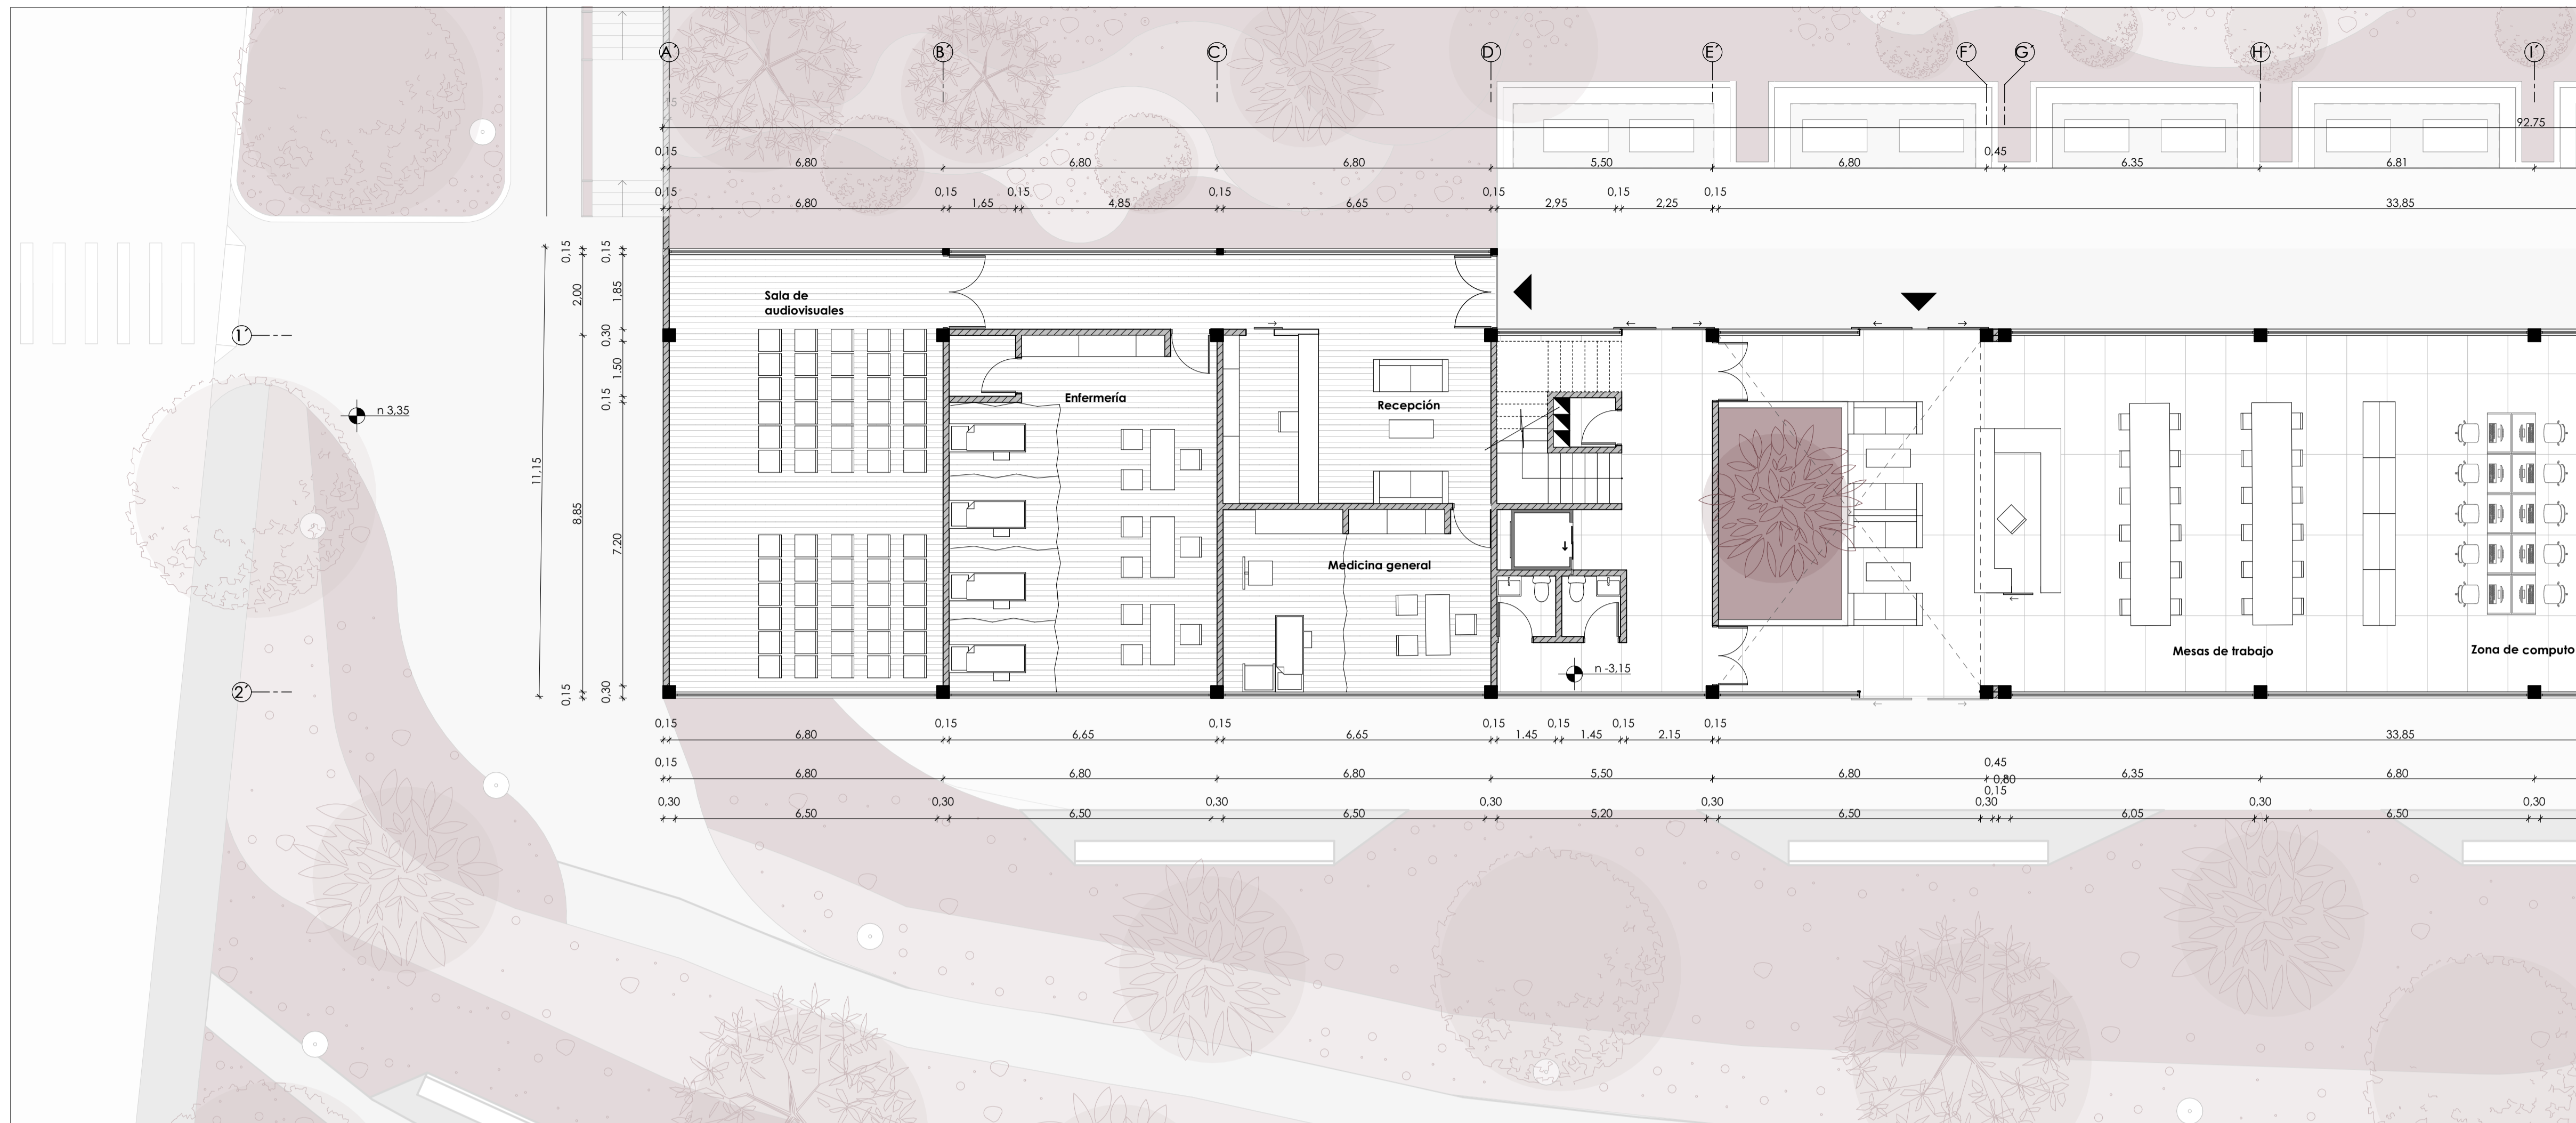 A´ B´ C´ D´ E´ F´ G´ H´ I´
92,75
0,15 0,45
6,80 6,80 6,80 5,50 6,80 6,35 6,81
0,15 0,15 0,15 0,15 0,15 0,15 0,15
6,80 1,65 4,85 6,65 2,95 2,25 33,85
0,15 0,15
2,00 1,85
Sala de
audiovisuales
1´
0,30
1.50
0,15
n 3,35
Enfermería
Recepción
11,15
8,85
7.20
Medicina general
Mesas de trabajo
Zona de computo
n -3,15
2´
0,15 0,30
0,15 0,15 0,15 0,15 0,15 0,15
6,80 6,65 6,65 1.45 0,15 1.45 2.15 33,85
0,15 0,45
6,80 6,80 6,80 5,50 6,80 0,80 6,35 6,80
0,15
0,30 0,30 0,30 0,30 0,30 0,30 0,30 0,30
6,50 6,50 6,50 5,20 6,50 6,05 6,50